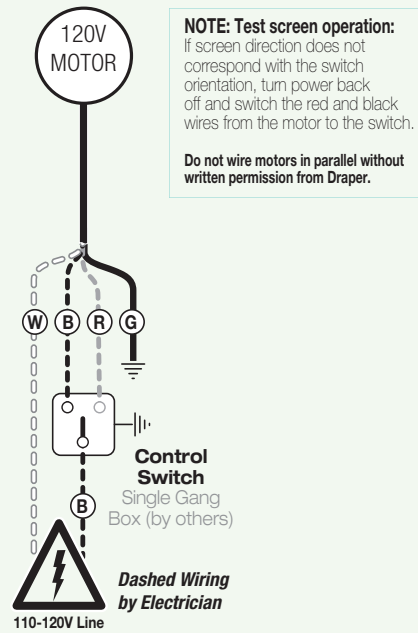 120V
MOTOR
NOTE: Test screen operation:
If screen direction does not
correspond with the switch
orientation, turn power back
off and switch the red and black
wires from the motor to the switch.
Do not wire motors in parallel without
written permission from Draper.
W B R G
Control
Switch
Single Gang
Box (by others)
B
Dashed Wiring
by Electrician
110-120V Line